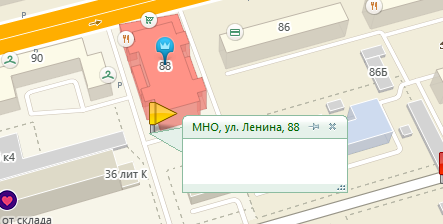 86
90
88
86Б
Р
Р
МНО, ул. Ленина, 88
к4
36 лит К
от склада